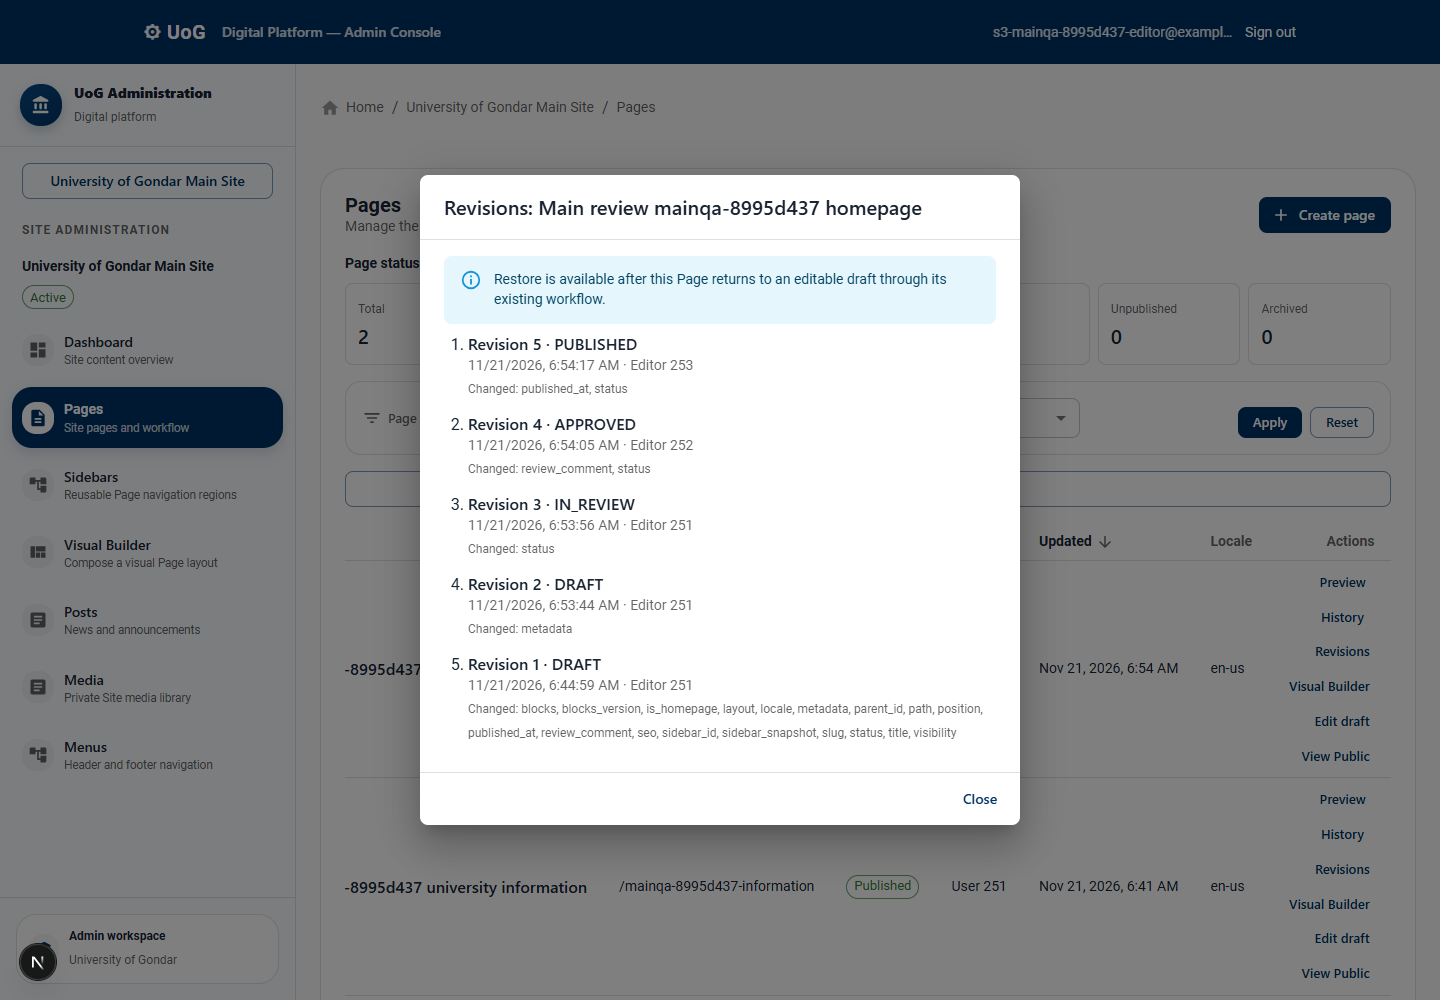 UoG
Digital Platform — Admin Console
s3-mainqa-8995d437-editor@exampl...
Sign out
UoG Administration
Digital platform
University of Gondar Main Site
SITE ADMINISTRATION
University of Gondar Main Site
Active
Dashboard
Site content overview
Pages
Site pages and workflow
Sidebars
Reusable Page navigation regions
Visual Builder
Compose a visual Page layout
Posts
News and announcements
Media
Private Site media library
Menus
Header and footer navigation
Admin workspace
University of Gondar
N
Home / University of Gondar Main Site / Pages
Pages
Manage the
Create page
Page status
Total
2
Unpublished
0
Archived
0
Page
Apply
Reset
Updated
Locale
Actions
-8995d437
Nov 21, 2026, 6:54 AM
en-us
Preview
History
Revisions
Visual Builder
Edit draft
View Public
-8995d437 university information
/mainqa-8995d437-information
Published
User 251
Nov 21, 2026, 6:41 AM
en-us
Preview
History
Revisions
Visual Builder
Edit draft
View Public
Revisions: Main review mainqa-8995d437 homepage
Restore is available after this Page returns to an editable draft through its
existing workflow.
1. Revision 5 · PUBLISHED
11/21/2026, 6:54:17 AM · Editor 253
Changed: published_at, status
2. Revision 4 · APPROVED
11/21/2026, 6:54:05 AM · Editor 252
Changed: review_comment, status
3. Revision 3 · IN_REVIEW
11/21/2026, 6:53:56 AM · Editor 251
Changed: status
4. Revision 2 · DRAFT
11/21/2026, 6:53:44 AM · Editor 251
Changed: metadata
5. Revision 1 · DRAFT
11/21/2026, 6:44:59 AM · Editor 251
Changed: blocks, blocks_version, is_homepage, layout, locale, metadata, parent_id, path, position,
published_at, review_comment, seo, sidebar_id, sidebar_snapshot, slug, status, title, visibility
Close